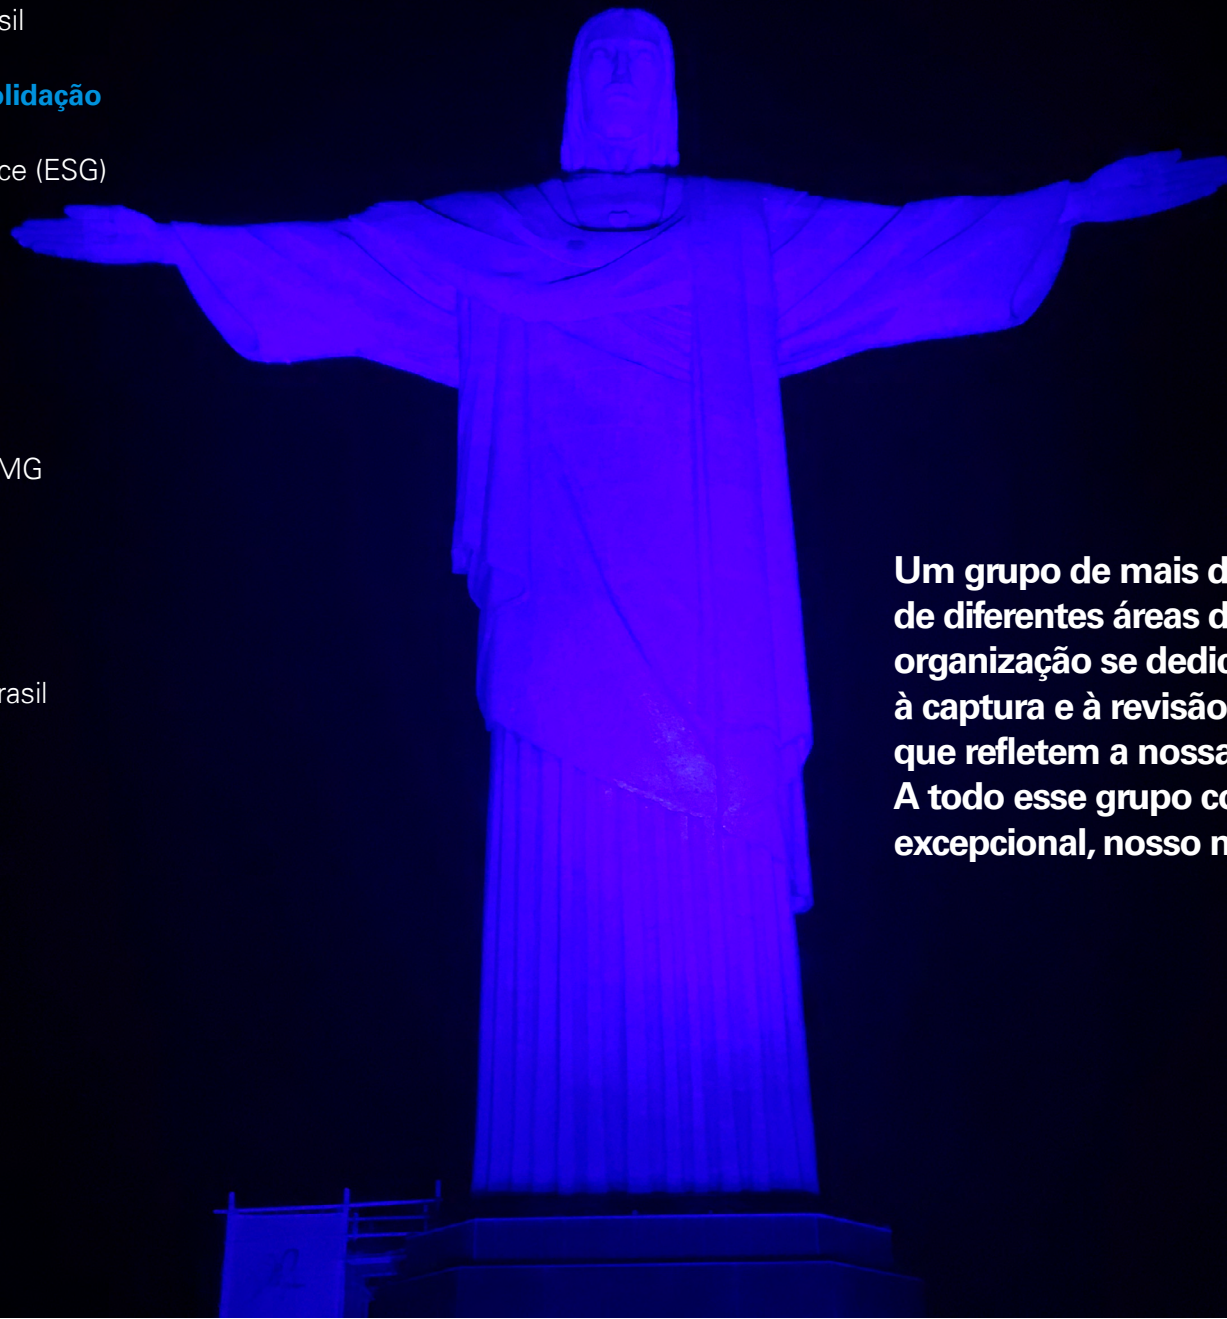 sil
olidação
ce (ESG)
MG
rasil
Um grupo de mais d
de diferentes áreas d
organização se dedic
à captura e à revisão
que refletem a nossa
A todo esse grupo co
excepcional, nosso n